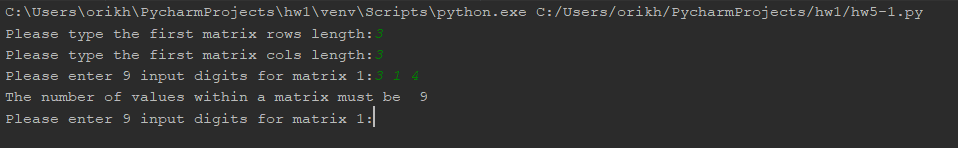 C:\Users\orikh\PycharmProjects\hw1\venv\Scripts\python.exe C:/Users/orikh/PycharmProjects/hw1/hw5-1.py
Please type the first matrix rows length:3
Please type the first matrix cols length:3
Please enter 9 input digits for matrix 1:3 1 4
The number of values within a matrix must be  9
Please enter 9 input digits for matrix 1: